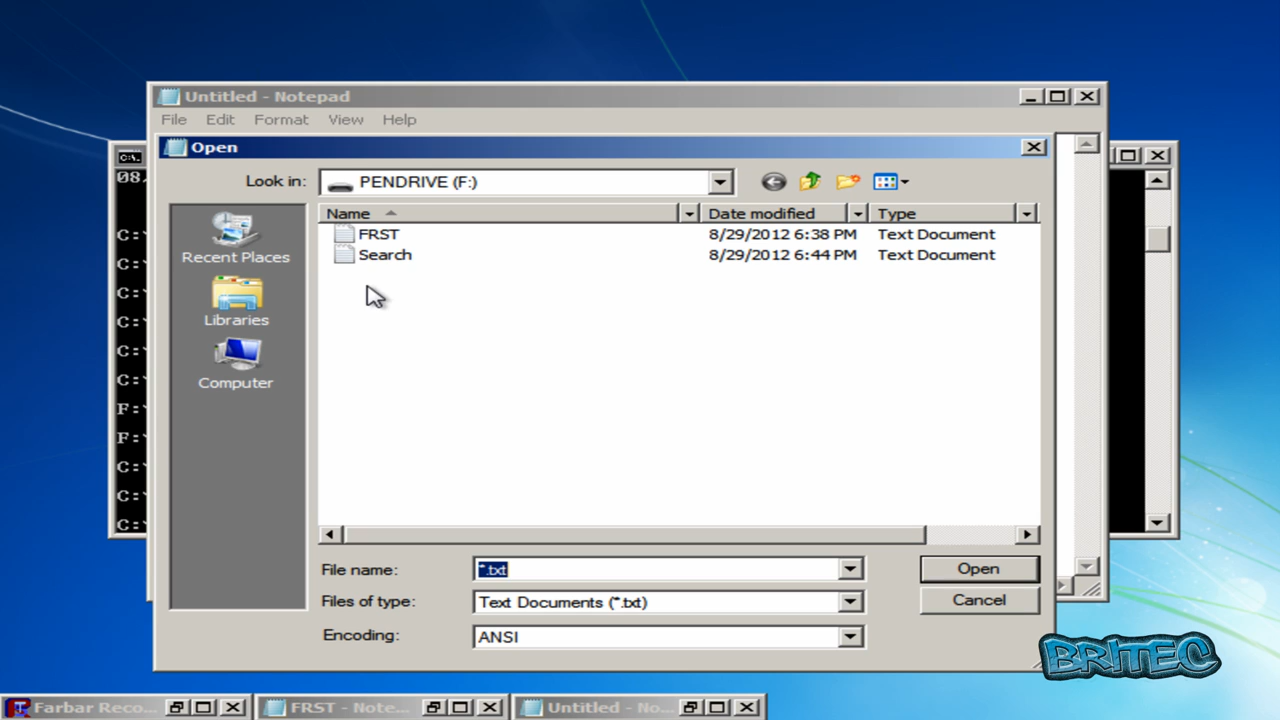 Untitled - Notepad
File Edit Format View Help
Open
C:\.
08.
Look in: PENDRIVE (F:)
Name Date modified Type
FRST 8/29/2012 6:38 PM Text Document
Search 8/29/2012 6:44 PM Text Document
Recent Places
Libraries
Computer
C:\
C:\
C:\
C:\
C:\
C:\
F:\
F:\
C:\
C:\
C:\
File name: *.txt Open
Files of type: Text Documents (*.txt) Cancel
Encoding: ANSI
BRITEC
Farbar Reco... FRST - Note... Untitled - No...